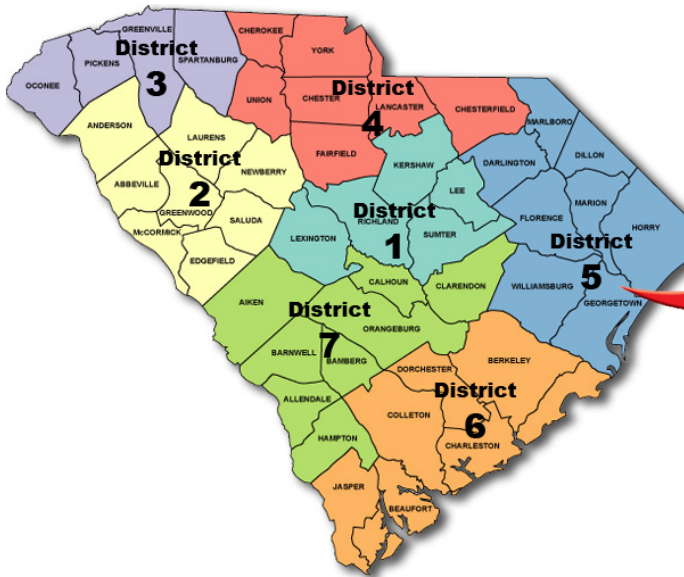 GREENVILLE
CHEROKEE
YORK
District
3
PICKENS
SPARTANBURG
OCONEE
UNION
CHESTER
District
4
LANCASTER
CHESTERFIELD
FAIRFIELD
MARLBORO
DILLON
DARLINGTON
ANDERSON
LAURENS
NEWBERRY
District
2
ABBEVILLE
GREENWOOD
SALUDA
McCORMICK
EDGEFIELD
KERSHAW
LEE
District
1
RICHLAND
LEXINGTON
SUMTER
MARION
FLORENCE
HORRY
District
5
WILLIAMSBURG
GEORGETOWN
CALHOUN
CLARENDON
AIKEN
District
7
ORANGEBURG
BARNWELL
BAMBERG
ALLENDALE
HAMPTON
BERKELEY
DORCHESTER
District
6
COLLETON
CHARLESTON
JASPER
BEAUFORT